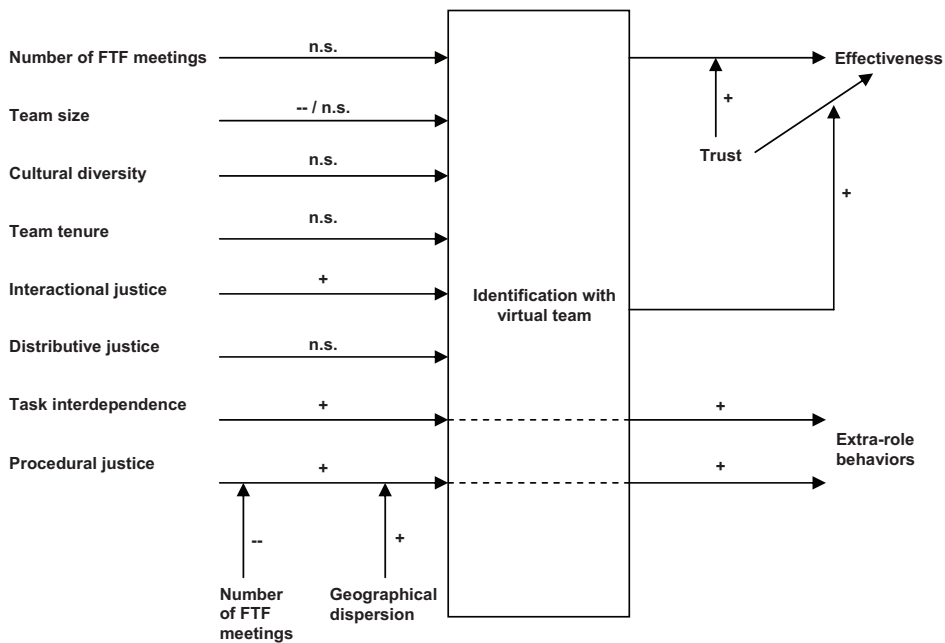 Number of FTF meetings
n.s.
Effectiveness
Team size
-- / n.s.
+
Trust
Cultural diversity
n.s.
+
Team tenure
n.s.
Interactional justice
+
Identification with
virtual team
Distributive justice
n.s.
Task interdependence
+
+
Extra-role
behaviors
Procedural justice
+
+
--
+
Number
of FTF
meetings
Geographical
dispersion